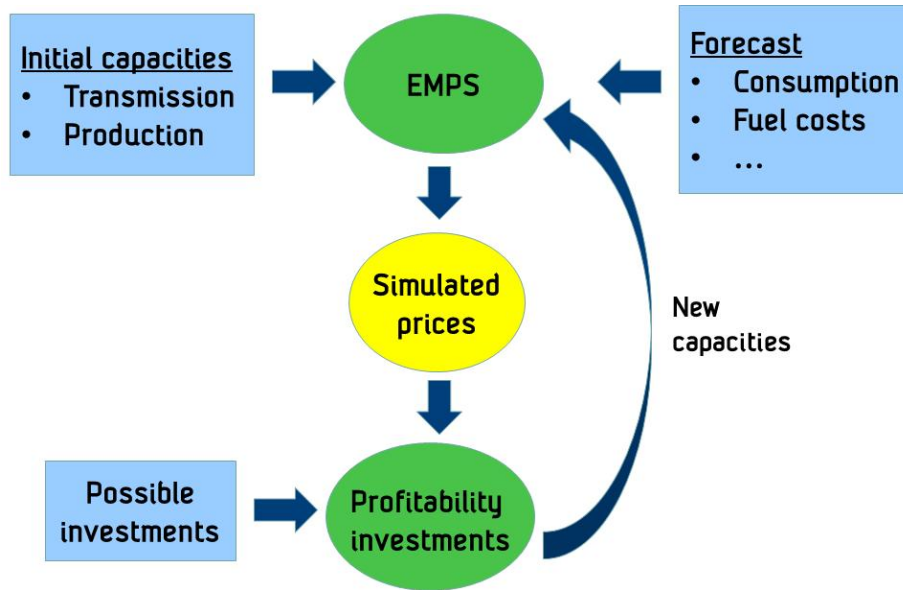 Initial capacities
• Transmission
• Production
EMPS
Forecast
• Consumption
• Fuel costs
• ...
Simulated
prices
New
capacities
Possible
investments
Profitability
investments